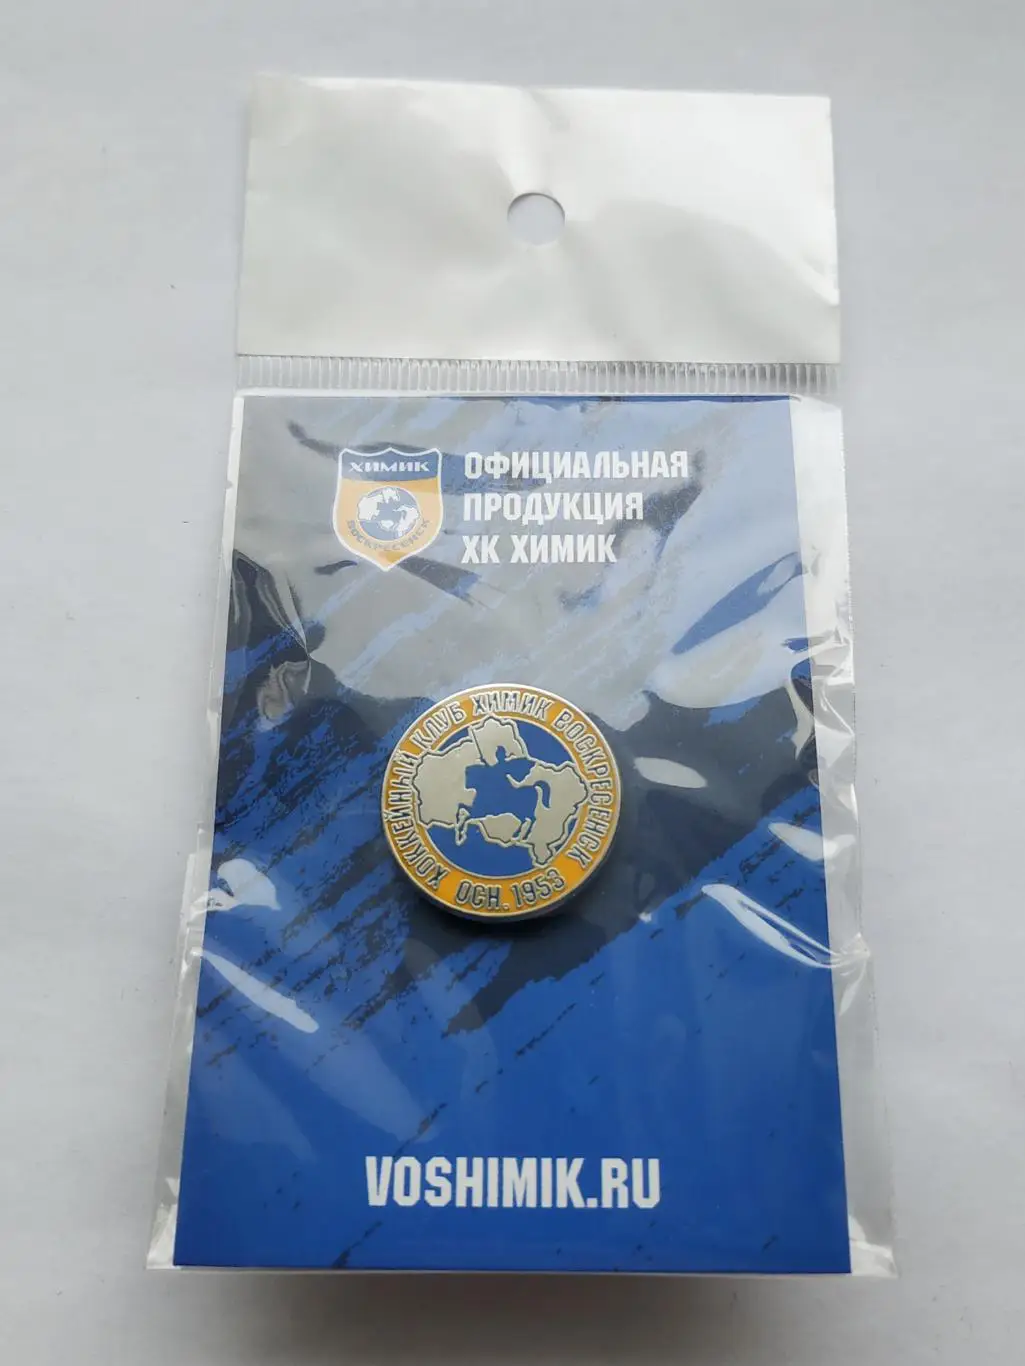 ХИМИК
ВОСКРЕСЕНСК
ОФИЦИАЛЬНАЯ
ПРОДУКЦИЯ
ХК ХИМИК
ХОККЕЙНЫЙ КЛУБ ХИМИК ВОСКРЕСЕНСК
ОСН. 1953
VOSHIMIK.RU